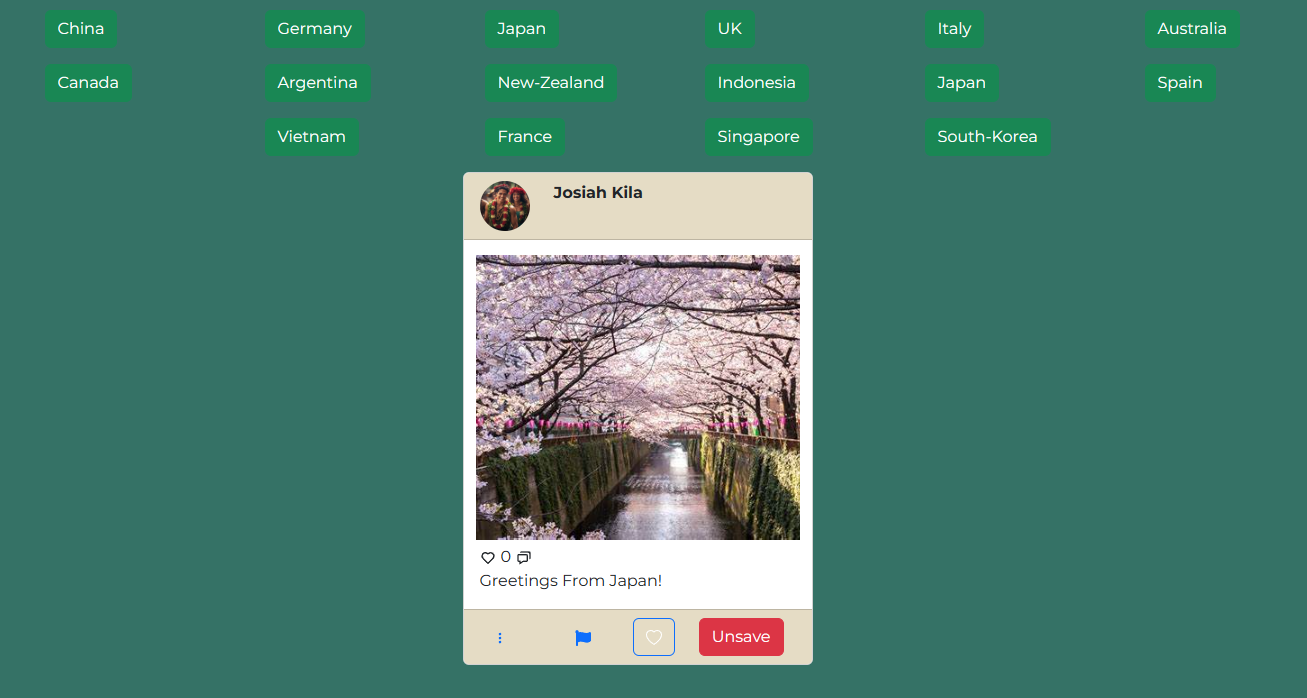 China Germany Japan UK Italy Australia
Canada Argentina New-Zealand Indonesia Japan Spain
Vietnam France Singapore South-Korea
Josiah Kila
0
Greetings From Japan!
Unsave